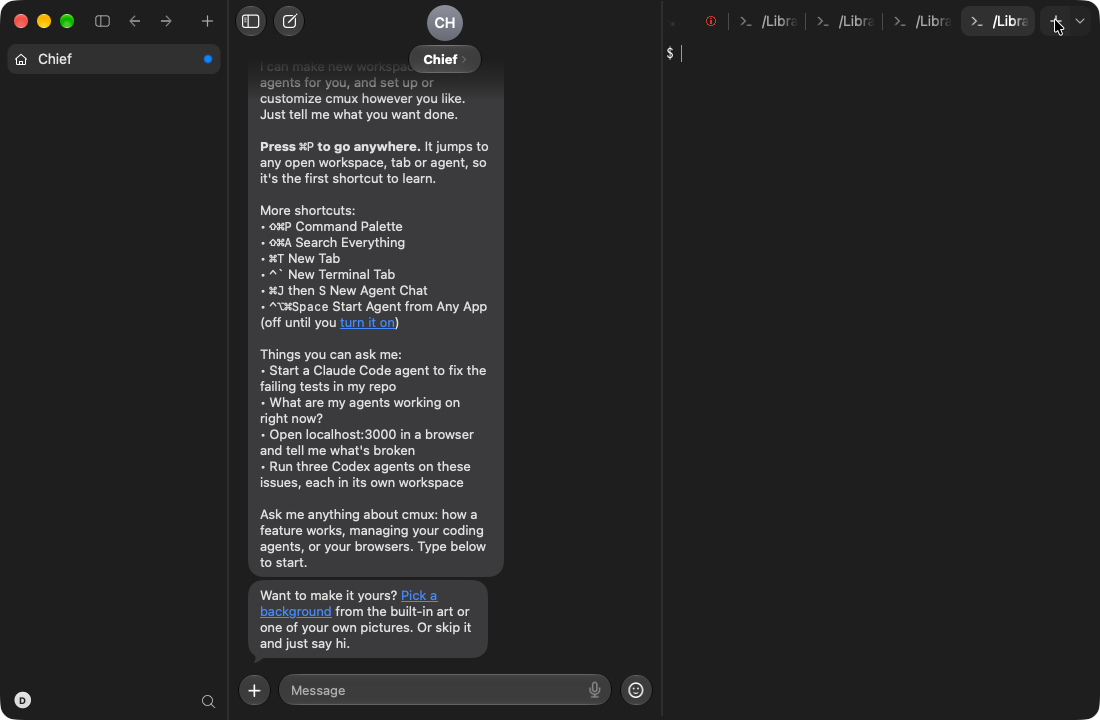 CH
/Libra
/Libra
/Libra
/Libra
Chief
Chief
$
I can make new workspac
agents for you, and set up or
customize cmux however you like.
Just tell me what you want done.
Press ⌘P to go anywhere. It jumps to
any open workspace, tab or agent, so
it's the first shortcut to learn.
More shortcuts:
• ⇧⌘P Command Palette
• ⇧⌘A Search Everything
• ⌘T New Tab
• ^` New Terminal Tab
• ⌘J then S New Agent Chat
• ^⌥⌘Space Start Agent from Any App
(off until you turn it on)
Things you can ask me:
• Start a Claude Code agent to fix the
failing tests in my repo
• What are my agents working on
right now?
• Open localhost:3000 in a browser
and tell me what's broken
• Run three Codex agents on these
issues, each in its own workspace
Ask me anything about cmux: how a
feature works, managing your coding
agents, or your browsers. Type below
to start.
Want to make it yours? Pick a
background from the built-in art or
one of your own pictures. Or skip it
and just say hi.
Message
D